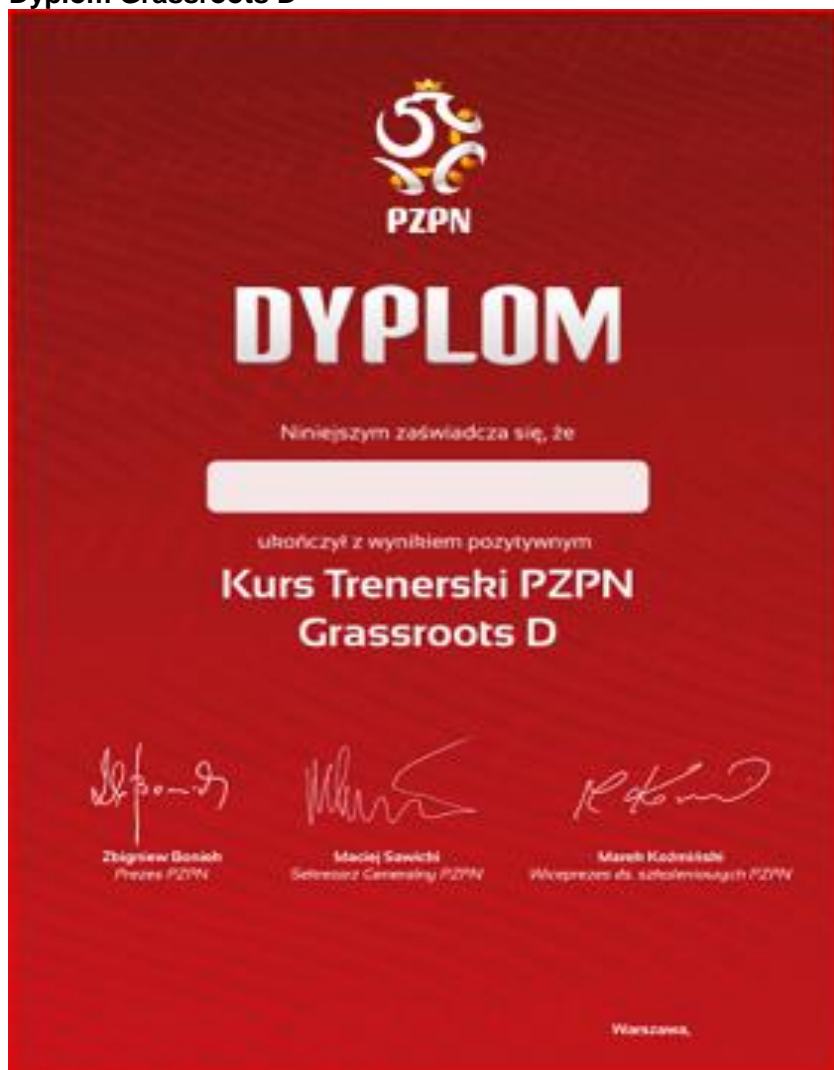 Dyplom Grassroots D
PZPN
DYPLOM
Niniejszym zaświadcza się, że
ukończył z wynikiem pozytywnym
Kurs Trenerski PZPN
Grassroots D
Zbigniew Boniek
Prezes PZPN
Maciej Sawicki
Sekretarz Generalny PZPN
Marek Koźmiński
Wiceprezes ds. szkoleniowych PZPN
Warszawa,